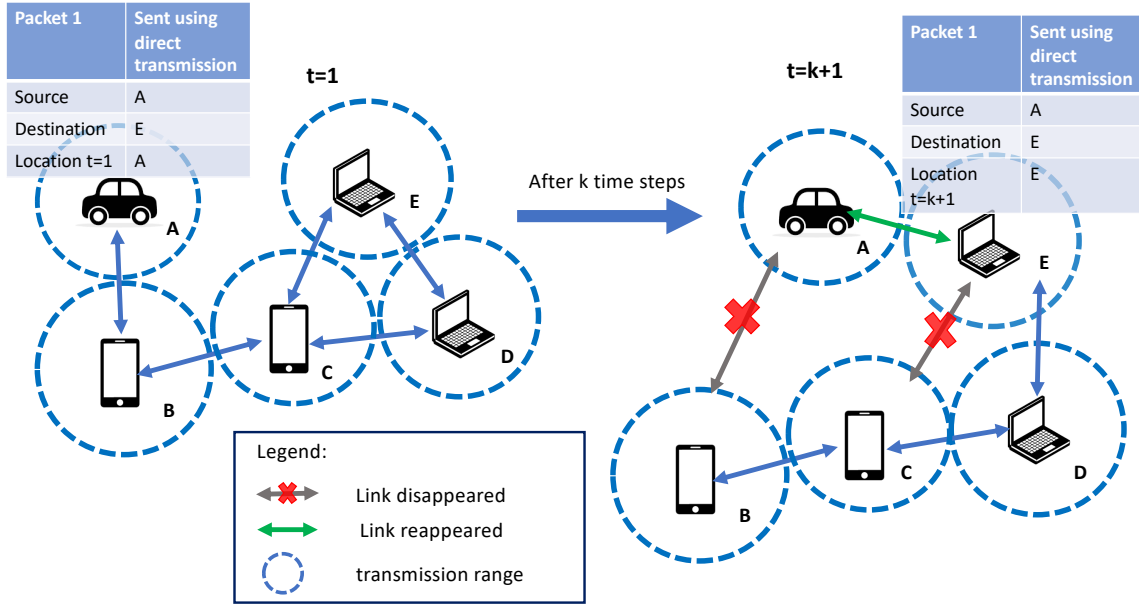 Packet 1
Sent using
direct
transmission
Source
A
Destination
E
Location t=1
A
t=1
A
E
B
C
D
After k time steps
t=k+1
Packet 1
Sent using
direct
transmission
Source
A
Destination
E
Location
t=k+1
E
A
E
B
C
D
Legend:
Link disappeared
Link reappeared
transmission range